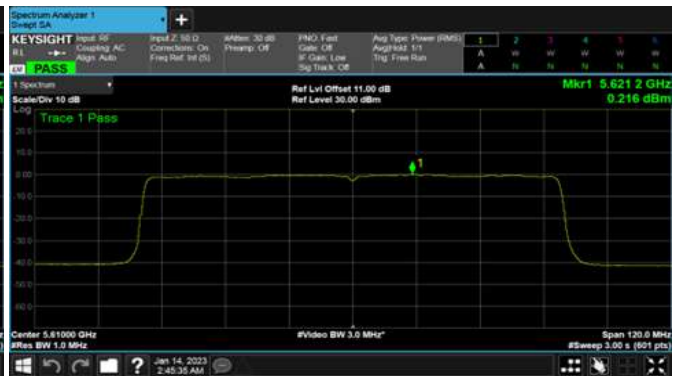 Spectrum Analyzer 1
Swept SA
+
KEYSIGHT Input: RF Input Z: 50 Ω #Atten: 32 dB PNO: Fast Avg Type: Power (RMS) 1 2 3 4 5 6
RL Coupling: AC Corrections: On Preamp: Off Gate: Off Avg|Hold: 1/1 A W W W W W
Align: Auto Freq Ref: Int (S) IF Gain: Low Trig: Free Run
LXI PASS Sig Track: Off A N N N N N
1 Spectrum Ref Lvl Offset 11.00 dB Mkr1 5.621 2 GHz
Scale/Div 10 dB Ref Level 30.00 dBm 0.216 dBm
Log Trace 1 Pass
20.0
10.0
0.00
-10.0
-20.0
-30.0
-40.0
-50.0
-60.0
1
Center 5.61000 GHz #Video BW 3.0 MHz* Span 120.0 MHz
#Res BW 1.0 MHz #Sweep 3.00 s (601 pts)
? Jan 14, 2023
2:45:35 AM